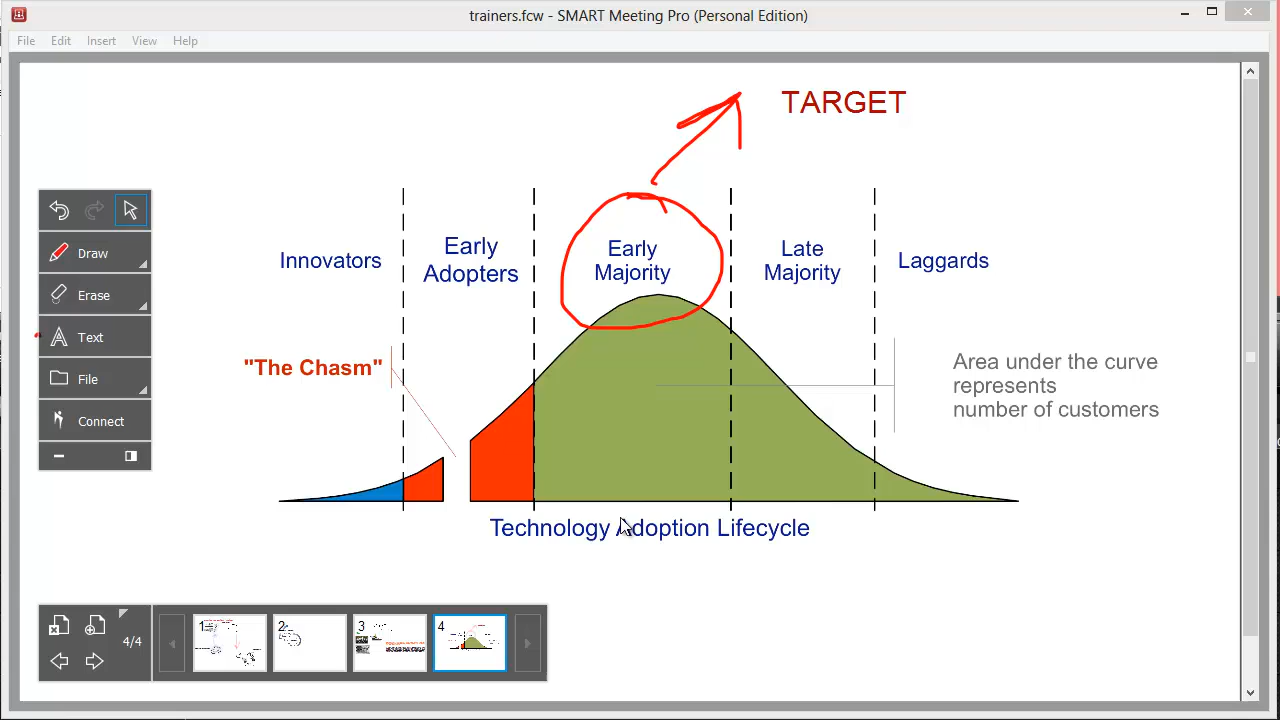 trainers.fcw - SMART Meeting Pro (Personal Edition)
File Edit Insert View Help
TARGET
Innovators
Early
Adopters
Early
Majority
Late
Majority
Laggards
Draw
Erase
Text
File
Connect
"The Chasm"
Area under the curve
represents
number of customers
Technology Adoption Lifecycle
4/4
1
2
3
4